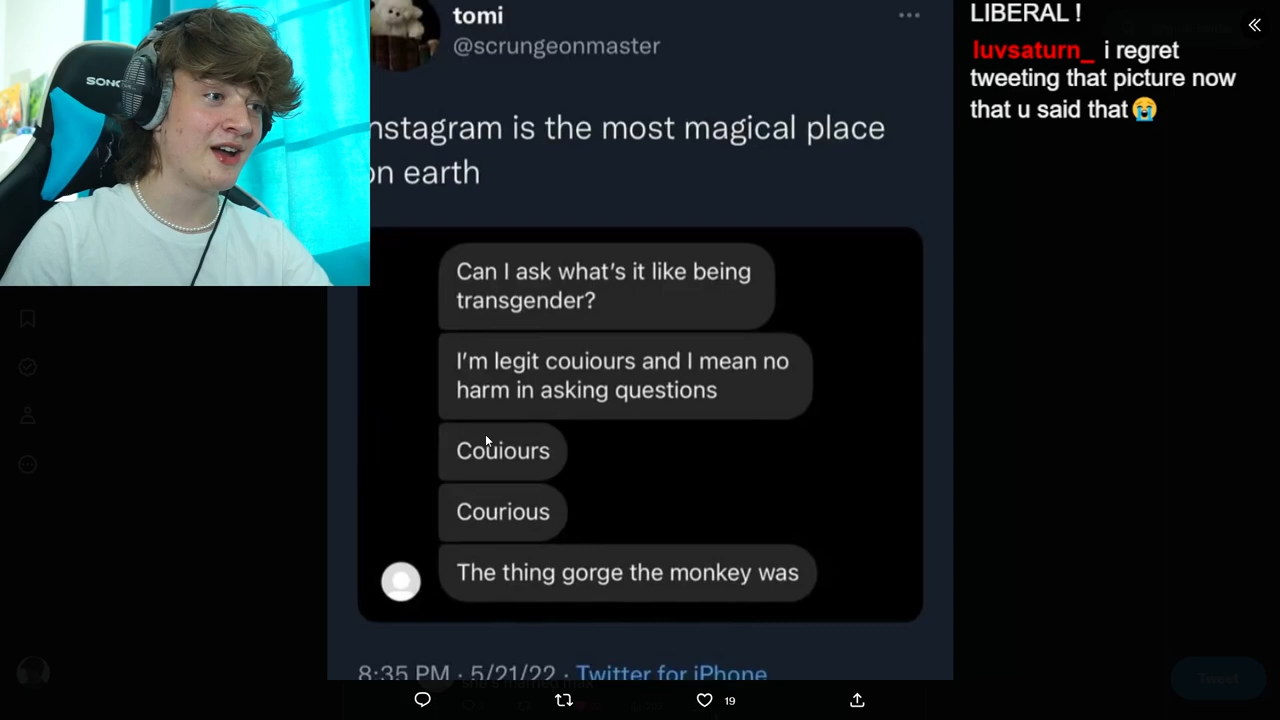 tomi
@scrungeonmaster
nstagram is the most magical place
on earth
Can I ask what's it like being
transgender?
I'm legit couiours and I mean no
harm in asking questions
Couiours
Courious
The thing gorge the monkey was
8:35 PM · 5/21/22 · Twitter for iPhone
19
Tweet
LIBERAL !
luvsaturn_ i regret
tweeting that picture now
that u said that😭